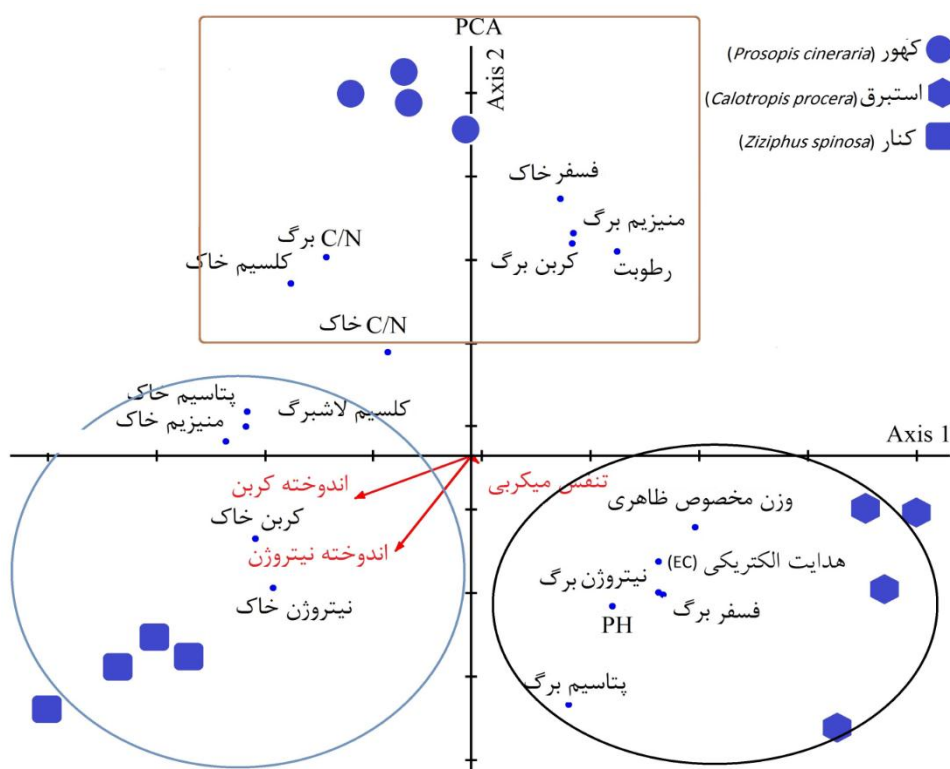 PCA
Axis 2
کهور (Prosopis cineraria)
استبرق (Calotropis procera)
کنار (Ziziphus spinosa)
فسفر خاک
منیزیم برگ
کربن برگ
رطوبت
C/N برگ
کلسیم خاک
C/N خاک
پتاسیم خاک
کلسیم لاشبرگ
منیزیم خاک
Axis 1
تنفس میکربی
اندوخته کربن
وزن مخصوص ظاهری
کربن خاک
اندوخته نیتروژن
هدایت الکتریکی (EC)
نیتروژن برگ
نیتروژن خاک
فسفر برگ
PH
پتاسیم برگ